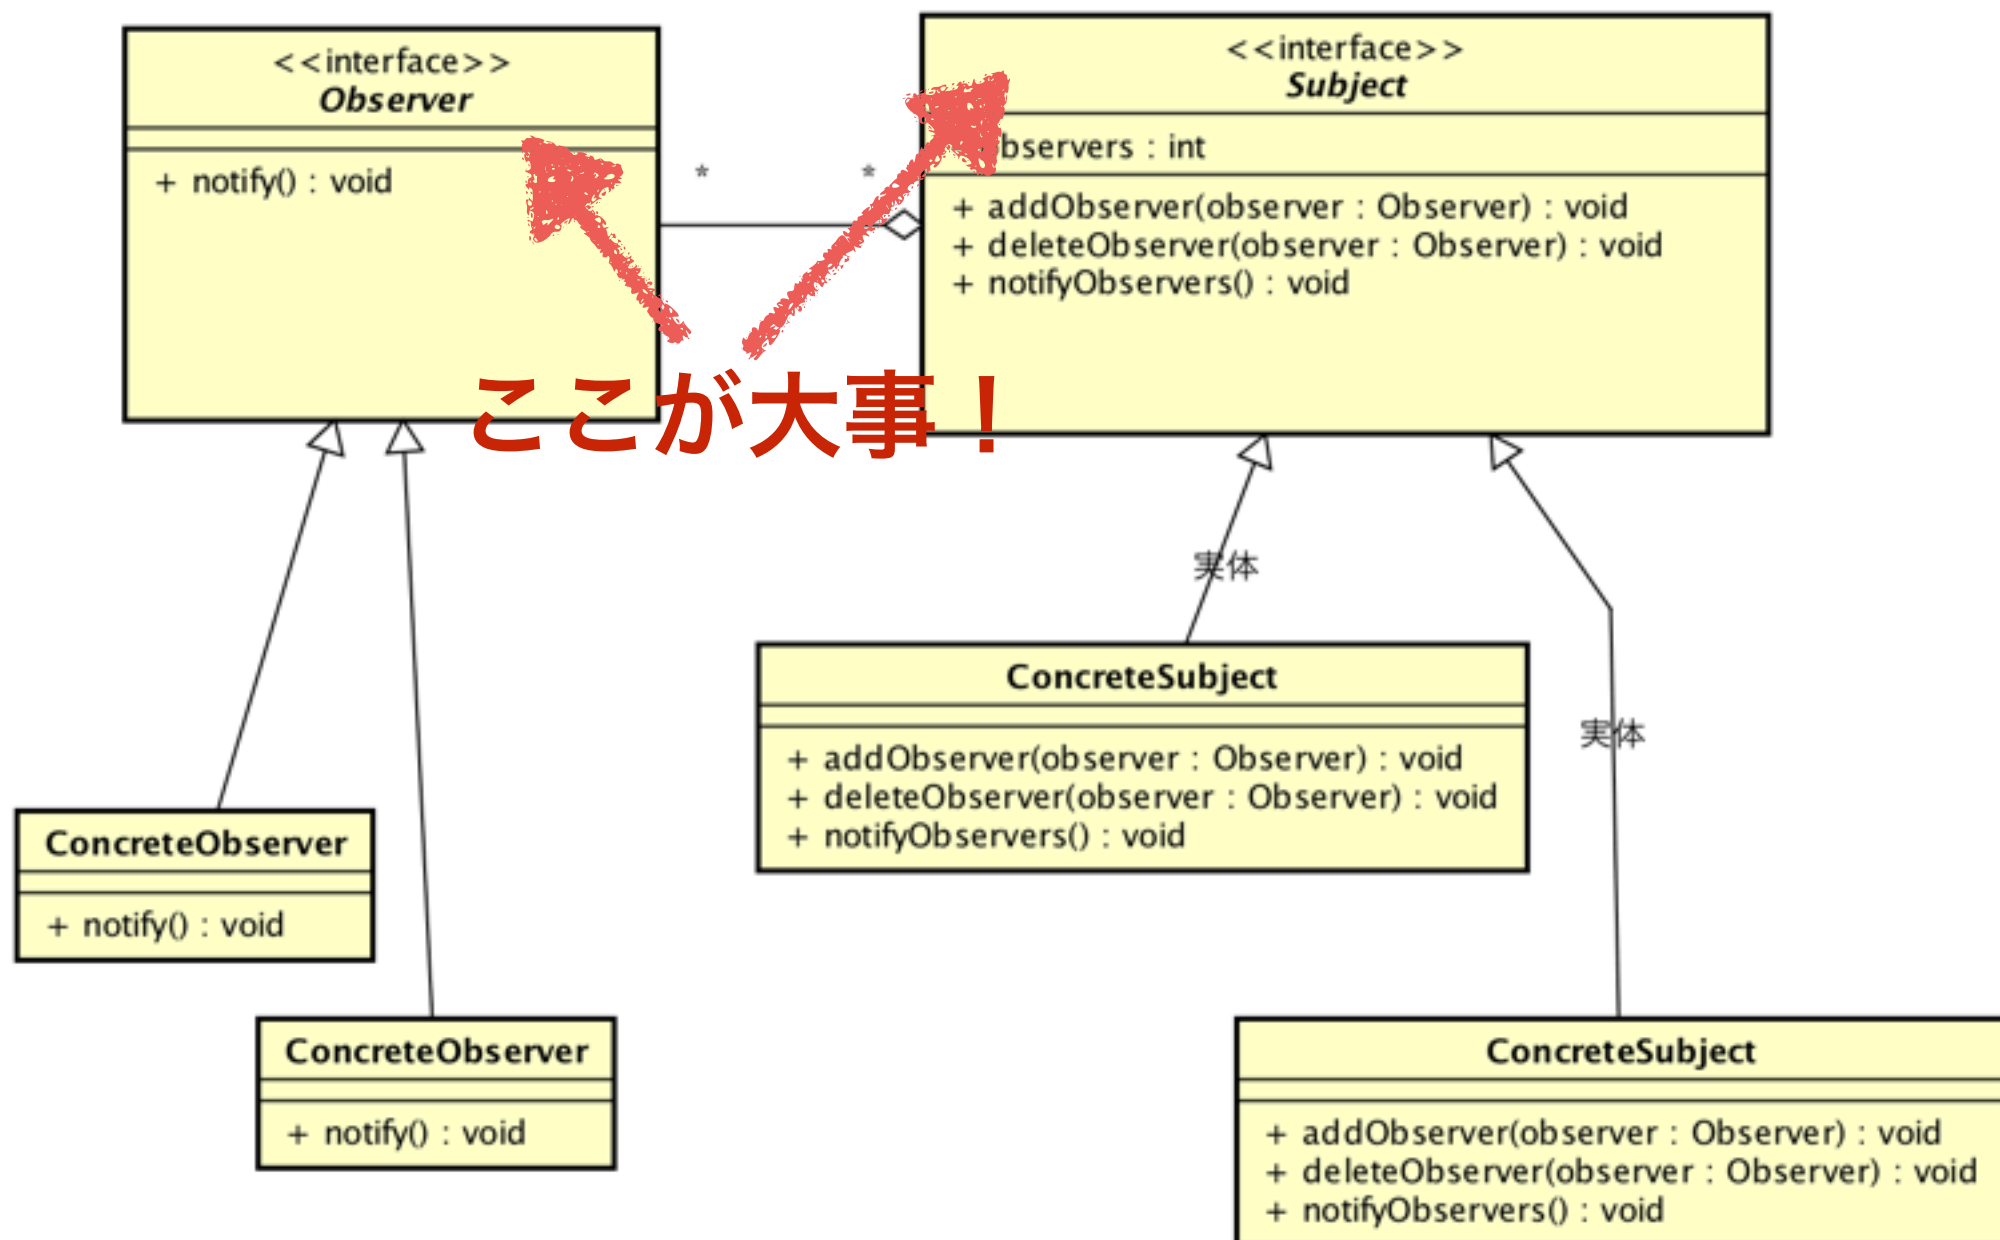 <<interface>>
Observer
+ notify() : void
*
*
<<interface>>
Subject
: int
+ addObserver(observer : Observer) : void
+ deleteObserver(observer : Observer) : void
+ notifyObservers() : void
ここが大事！
実体
実体
ConcreteSubject
+ addObserver(observer : Observer) : void
+ deleteObserver(observer : Observer) : void
+ notifyObservers() : void
ConcreteObserver
+ notify() : void
ConcreteObserver
+ notify() : void
ConcreteSubject
+ addObserver(observer : Observer) : void
+ deleteObserver(observer : Observer) : void
+ notifyObservers() : void